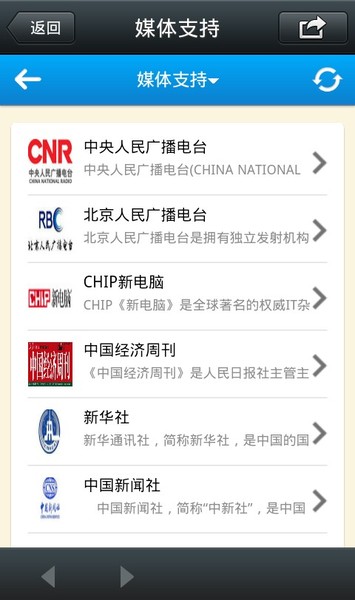 返回
媒体支持
媒体支持
CNR
中央人民广播电台
CHINA NATIONAL RADIO
中央人民广播电台
中央人民广播电台(CHINA NATIONAL
RBC
北京人民广播电台
北京人民广播电台
北京人民广播电台是拥有独立发射机构
CHIP新电脑
CHIP新电脑
CHIP《新电脑》是全球著名的权威IT杂
中国经济周刊
中国经济周刊
《中国经济周刊》是人民日报社主管主
新华社
新华通讯社，简称新华社，是中国的国
CNS
中国新闻社
中国新闻社
中国新闻社，简称“中新社”，是中国